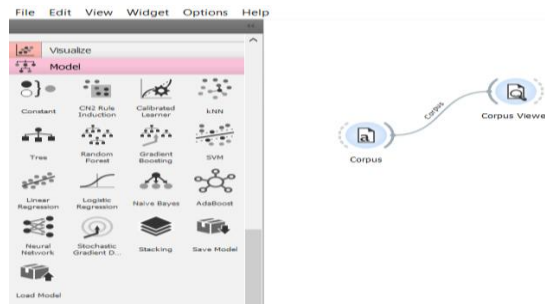 File Edit View Widget Options Help
Visualize
Model
Constant
CN2 Rule
Induction
Calibrated
Learner
kNN
Tree
Random
Forest
Gradient
Boosting
SVM
Linear
Regression
Logistic
Regression
Naive Bayes
AdaBoost
Neural
Network
Stochastic
Gradient D...
Stacking
Save Model
Load Model
a
Corpus
Corpus
Corpus Viewe